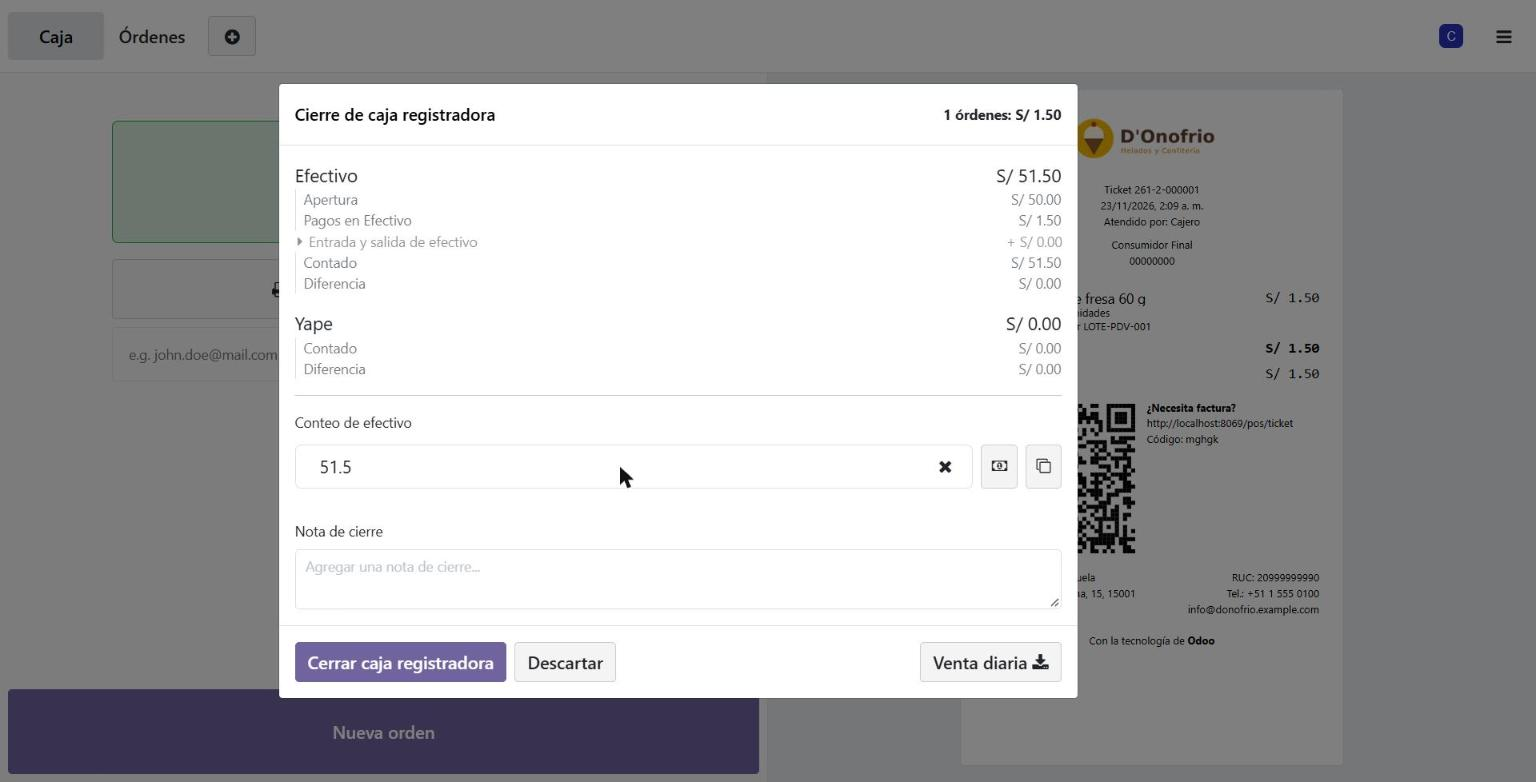 Caja
Órdenes
C
Cierre de caja registradora
1 órdenes: S/ 1.50
Efectivo
S/ 51.50
Apertura
S/ 50.00
Pagos en Efectivo
S/ 1.50
Entrada y salida de efectivo
+ S/ 0.00
Contado
S/ 51.50
Diferencia
S/ 0.00
Yape
S/ 0.00
Contado
S/ 0.00
Diferencia
S/ 0.00
Conteo de efectivo
51.5
Nota de cierre
Agregar una nota de cierre...
Cerrar caja registradora
Descartar
Venta diaria
e.g. john.doe@mail.com
Nueva orden
D'Onofrio
Helados y Confitería
Ticket 261-2-000001
23/11/2026, 2:09 a. m.
Atendido por: Cajero
Consumidor Final
00000000
fresa 60 g
S/ 1.50
LOTE-PDV-001
S/ 1.50
S/ 1.50
¿Necesita factura?
http://localhost:8069/pos/ticket
Código: mghgk
RUC: 20999999990
15, 15001
Tel.: +51 1 555 0100
info@donofrio.example.com
Con la tecnología de Odoo